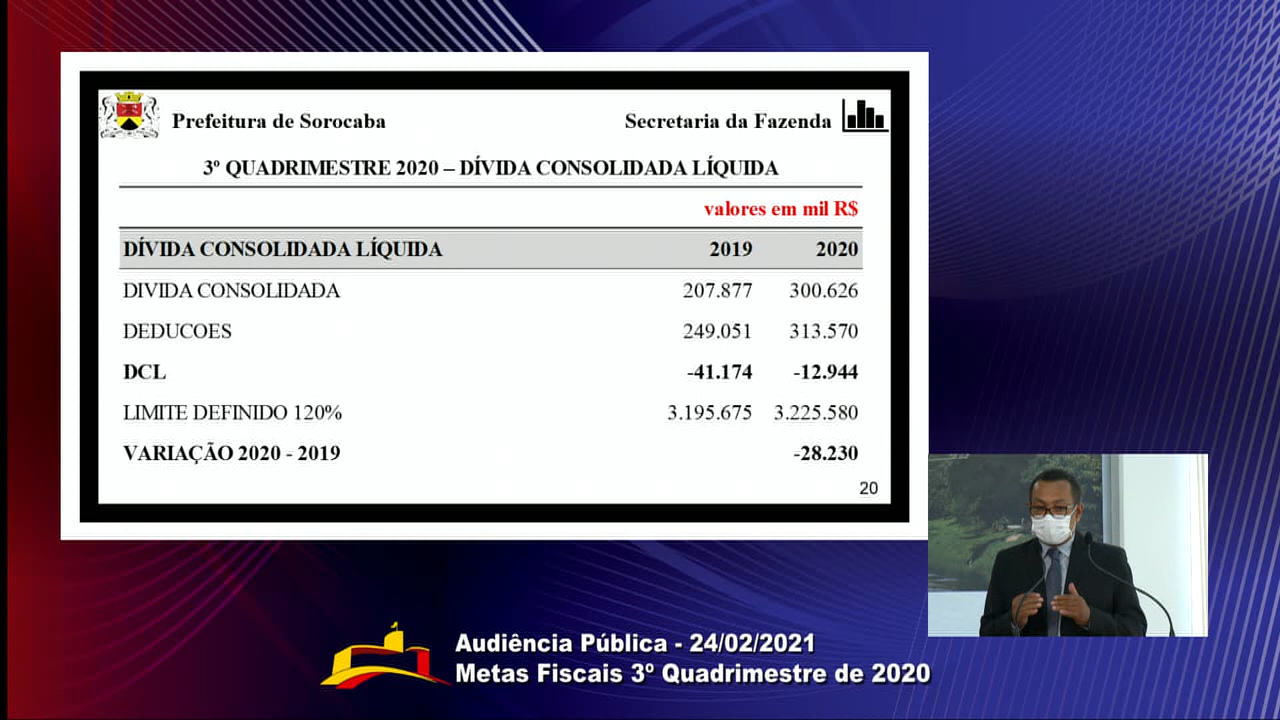 Prefeitura de Sorocaba Secretaria da Fazenda
3º QUADRIMESTRE 2020 – DÍVIDA CONSOLIDADA LÍQUIDA
valores em mil R$
DÍVIDA CONSOLIDADA LÍQUIDA 2019 2020
DIVIDA CONSOLIDADA 207.877 300.626
DEDUCOES 249.051 313.570
DCL -41.174 -12.944
LIMITE DEFINIDO 120% 3.195.675 3.225.580
VARIAÇÃO 2020 - 2019 -28.230
20
Audiência Pública - 24/02/2021
Metas Fiscais 3º Quadrimestre de 2020